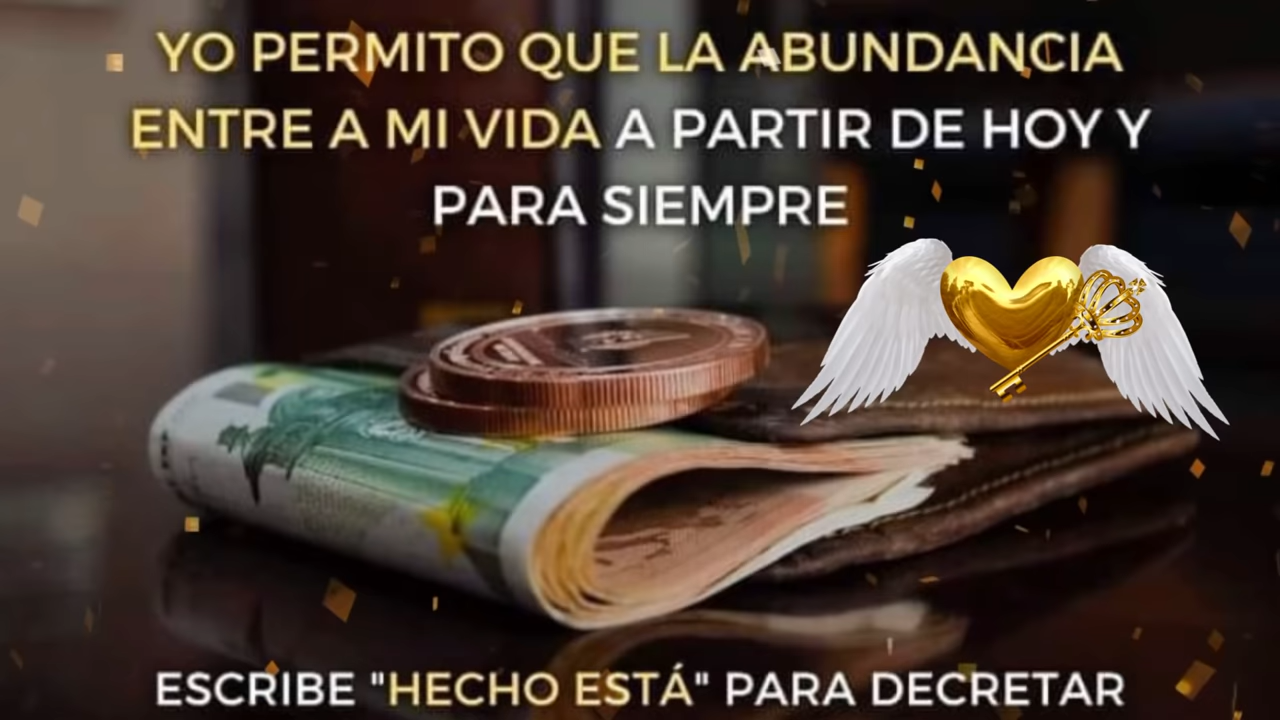 YO PERMITO QUE LA ABUNDANCIA
ENTRE A MI VIDA A PARTIR DE HOY Y
PARA SIEMPRE
ESCRIBE "HECHO ESTÁ" PARA DECRETAR